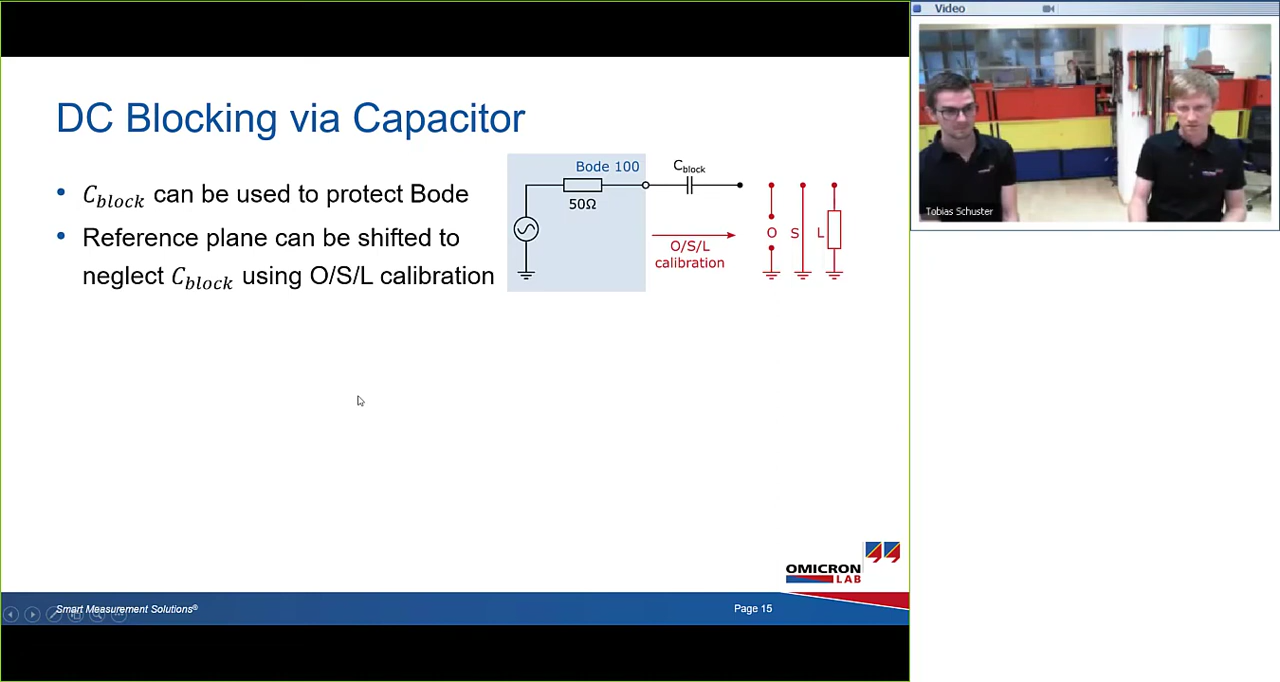 Video
DC Blocking via Capacitor
• C_block can be used to protect Bode
• Reference plane can be shifted to
neglect C_block using O/S/L calibration
Bode 100
50Ω
C_block
O/S/L
calibration
O
S
L
Tobias Schuster
OMICRON
LAB
Smart Measurement Solutions®
Page 15